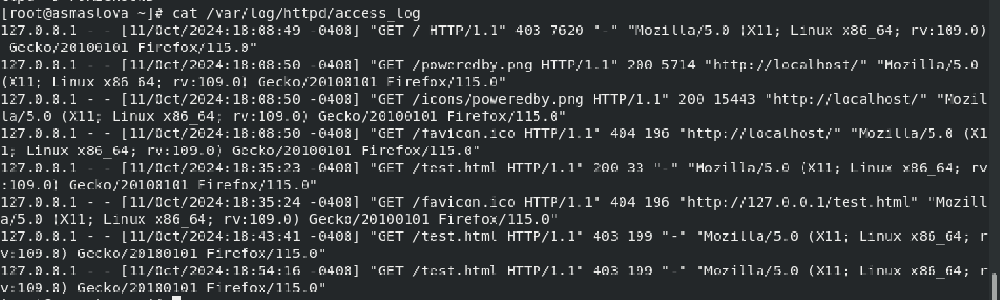 [root@asmaslova ~]# cat /var/log/httpd/access_log
127.0.0.1 - - [11/Oct/2024:18:08:49 -0400] "GET / HTTP/1.1" 403 7620 "-" "Mozilla/5.0 (X11; Linux x86_64; rv:109.0)
 Gecko/20100101 Firefox/115.0"
127.0.0.1 - - [11/Oct/2024:18:08:50 -0400] "GET /poweredby.png HTTP/1.1" 200 5714 "http://localhost/" "Mozilla/5.0
(X11; Linux x86_64; rv:109.0) Gecko/20100101 Firefox/115.0"
127.0.0.1 - - [11/Oct/2024:18:08:50 -0400] "GET /icons/poweredby.png HTTP/1.1" 200 15443 "http://localhost/" "Mozil
la/5.0 (X11; Linux x86_64; rv:109.0) Gecko/20100101 Firefox/115.0"
127.0.0.1 - - [11/Oct/2024:18:08:50 -0400] "GET /favicon.ico HTTP/1.1" 404 196 "http://localhost/" "Mozilla/5.0 (X1
1; Linux x86_64; rv:109.0) Gecko/20100101 Firefox/115.0"
127.0.0.1 - - [11/Oct/2024:18:35:23 -0400] "GET /test.html HTTP/1.1" 200 33 "-" "Mozilla/5.0 (X11; Linux x86_64; rv
:109.0) Gecko/20100101 Firefox/115.0"
127.0.0.1 - - [11/Oct/2024:18:35:24 -0400] "GET /favicon.ico HTTP/1.1" 404 196 "http://127.0.0.1/test.html" "Mozill
a/5.0 (X11; Linux x86_64; rv:109.0) Gecko/20100101 Firefox/115.0"
127.0.0.1 - - [11/Oct/2024:18:43:41 -0400] "GET /test.html HTTP/1.1" 403 199 "-" "Mozilla/5.0 (X11; Linux x86_64; r
v:109.0) Gecko/20100101 Firefox/115.0"
127.0.0.1 - - [11/Oct/2024:18:54:16 -0400] "GET /test.html HTTP/1.1" 403 199 "-" "Mozilla/5.0 (X11; Linux x86_64; r
v:109.0) Gecko/20100101 Firefox/115.0"